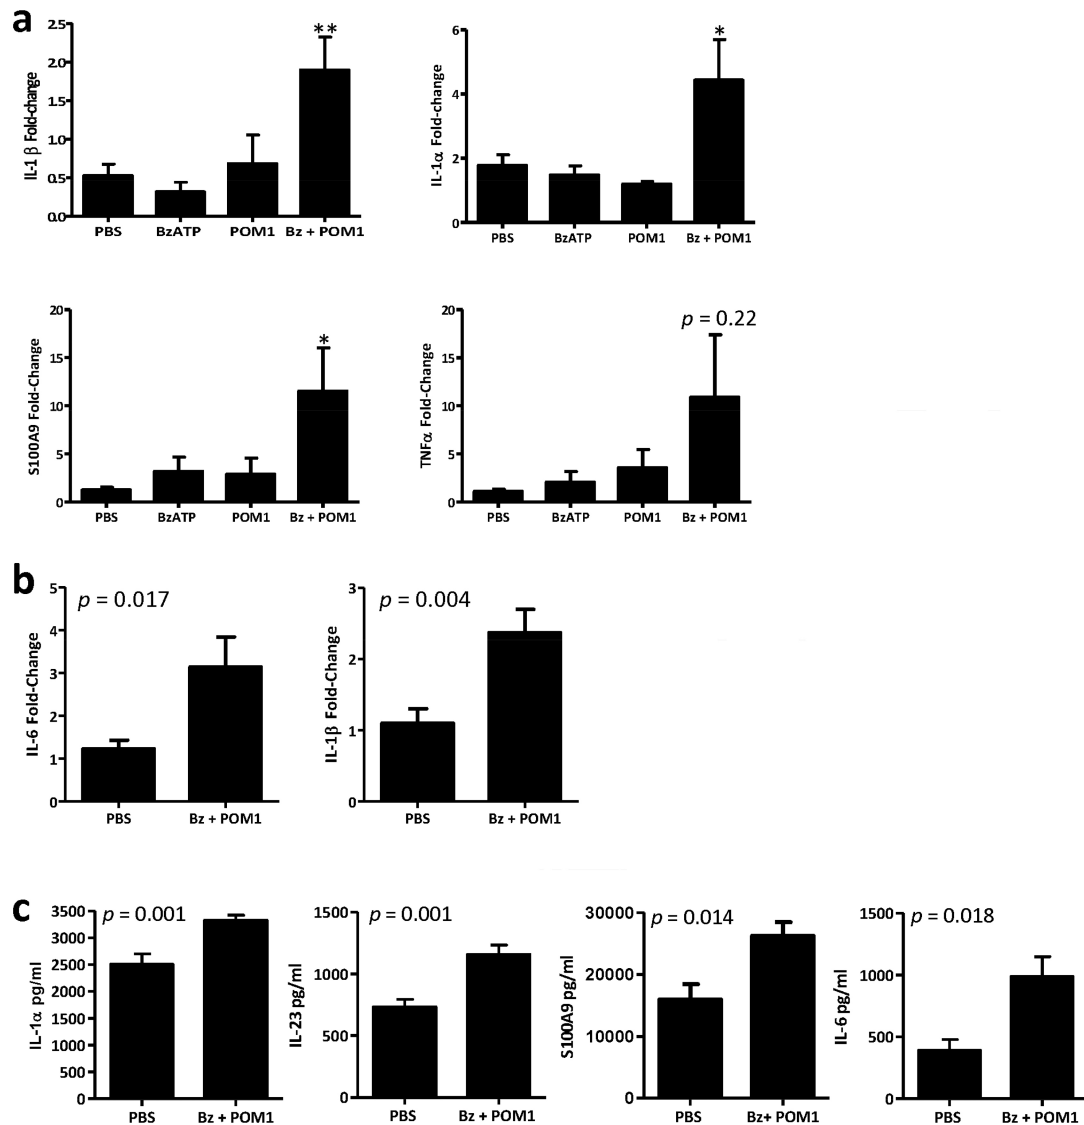 a
IL-1 β Fold-change
2.5
2.0
1.5
1.0
0.5
0.0
**
PBS BzATP POM1 Bz + POM1
IL-1α Fold-change
6
4
2
0
*
PBS BzATP POM1 Bz + POM1
S100A9 Fold-Change
20
15
10
5
0
*
PBS BzATP POM1 Bz + POM1
TNFα Fold-Change
20
15
10
5
0
p = 0.22
PBS BzATP POM1 Bz + POM1
b
IL-6 Fold-Change
5
4
3
2
1
0
p = 0.017
PBS Bz + POM1
IL-1β Fold-Change
3
2
1
0
p = 0.004
PBS Bz + POM1
c
IL-1α pg/ml
3500
3000
2500
2000
1500
1000
500
0
p = 0.001
PBS Bz + POM1
IL-23 pg/ml
1500
1000
500
0
p = 0.001
PBS Bz + POM1
S100A9 pg/ml
30000
20000
10000
0
p = 0.014
PBS Bz+ POM1
IL-6 pg/ml
1500
1000
500
0
p = 0.018
PBS Bz + POM1